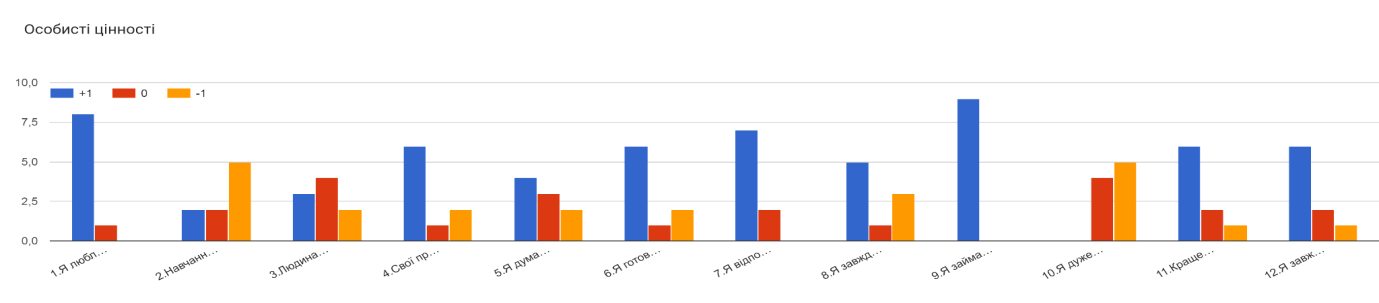 Особисті цінності
10,0
+1 0 -1
7,5
5,0
2,5
0,0
1.Я любл...
2.Навчанн...
3.Людина...
4.Свої пр...
5.Я дума...
6.Я готов...
7.Я відпо...
8.Я завжд...
9.Я займа...
10.Я дуже...
11.Краще...
12.Я завж...